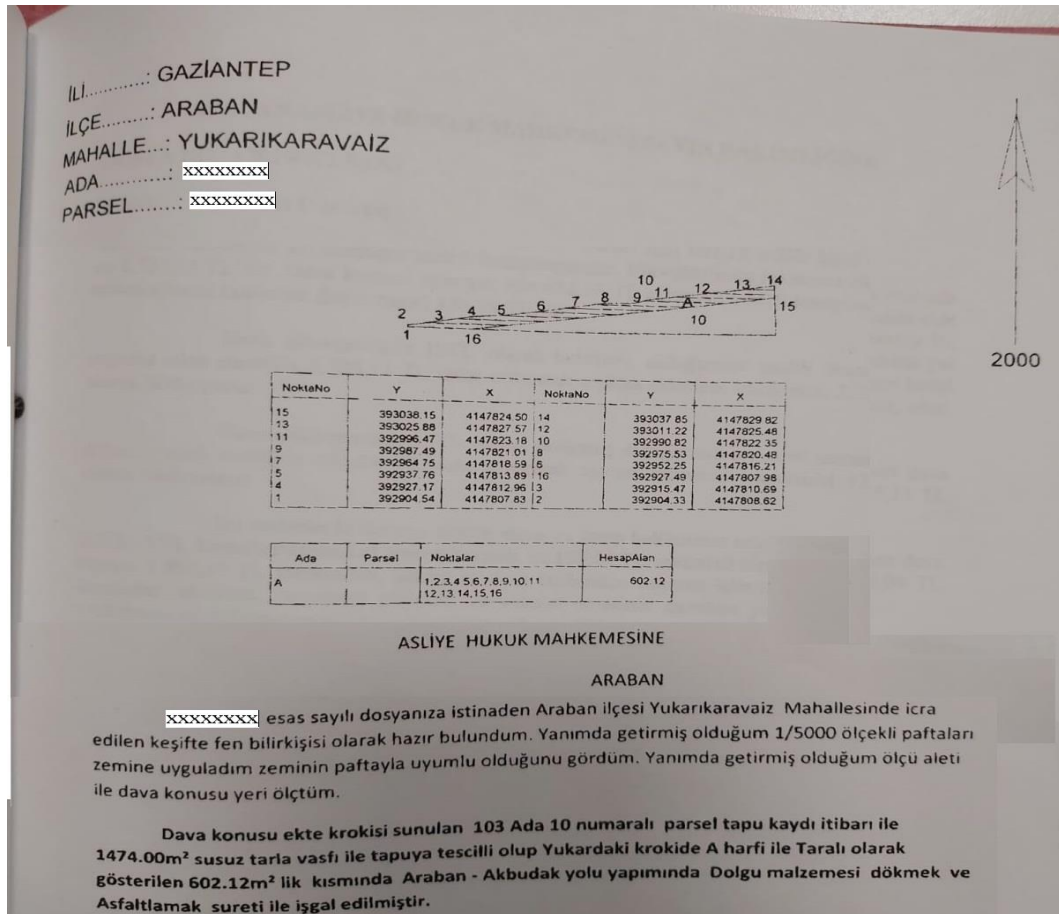 İLİ............: GAZİANTEP
İLÇE.........: ARABAN
MAHALLE...: YUKARIKARAVAİZ
ADA............: xxxxxxxx
PARSEL.......: xxxxxxxx
10 14
13
12
11
9
8
7
6
5
4
3
2
A
15
10
1
16
2000
NoktaNo Y X NoktaNo Y X
15 393038.15 4147824.50 14 393037.85 4147829.82
13 393025.88 4147827.57 12 393011.22 4147825.48
11 392996.47 4147823.18 10 392990.82 4147822.35
9 392987.49 4147821.01 8 392975.53 4147820.48
7 392964.75 4147818.59 6 392952.25 4147816.21
5 392937.76 4147813.89 16 392927.49 4147807.98
4 392927.17 4147812.96 3 392915.47 4147810.69
1 392904.54 4147807.83 2 392904.33 4147808.62
Ada Parsel Noktalar HesapAlan
A 1,2,3,4 5,6,7,8,9,10,11 602.12
12,13,14,15,16
ASLİYE HUKUK MAHKEMESİNE
ARABAN
xxxxxxxx esas sayılı dosyanıza istinaden Araban ilçesi Yukarıkaravaiz Mahallesinde icra
edilen keşifte fen bilirkişisi olarak hazır bulundum. Yanımda getirmiş olduğum 1/5000 ölçekli paftaları
zemine uyguladım zeminin paftayla uyumlu olduğunu gördüm. Yanımda getirmiş olduğum ölçü aleti
ile dava konusu yeri ölçtüm.
Dava konusu ekte krokisi sunulan 103 Ada 10 numaralı parsel tapu kaydı itibarı ile
1474.00m² susuz tarla vasfı ile tapuya tescilli olup Yukardaki krokide A harfi ile Taralı olarak
gösterilen 602.12m² lik kısmında Araban - Akbudak yolu yapımında Dolgu malzemesi dökmek ve
Asfaltlamak sureti ile işgal edilmiştir.